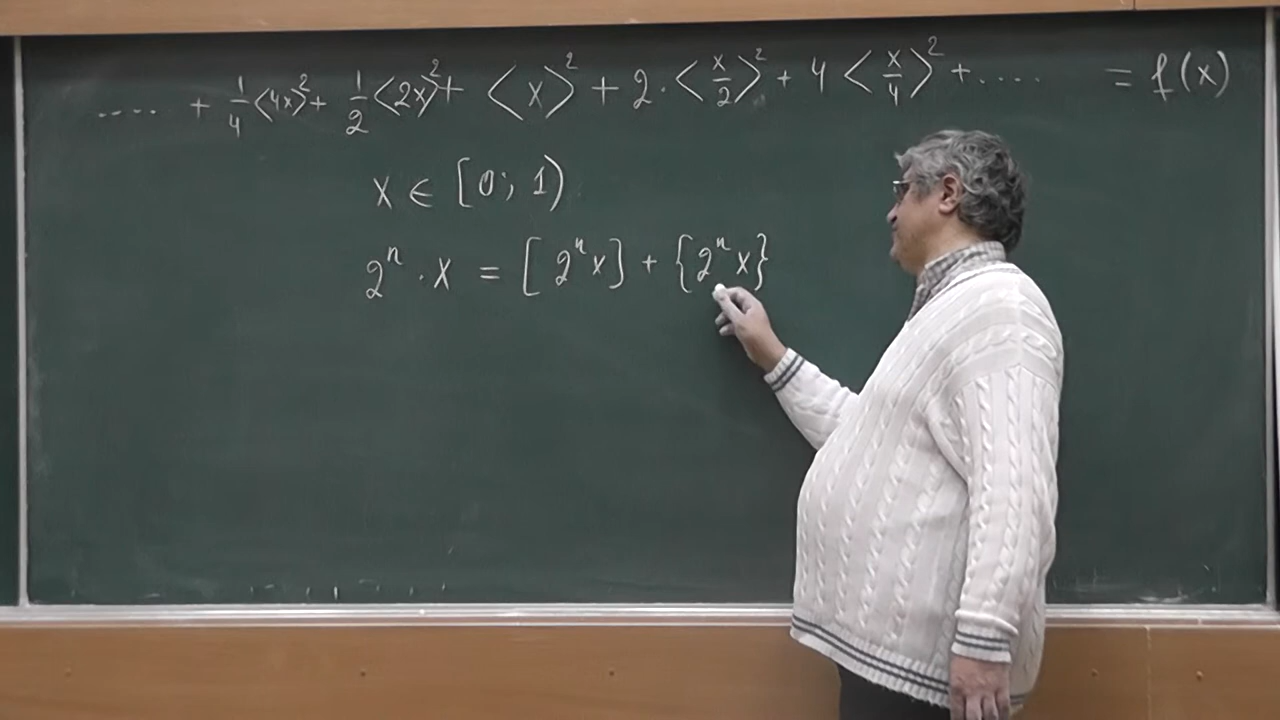 .... + 1/4 <4x>² + 1/2 <2x>² + <x>² + 2 · <x/2>² + 4 <x/4>² + .... = f(x)
x ∈ [0; 1)
2ⁿ · x = [2ⁿx] + {2ⁿx}